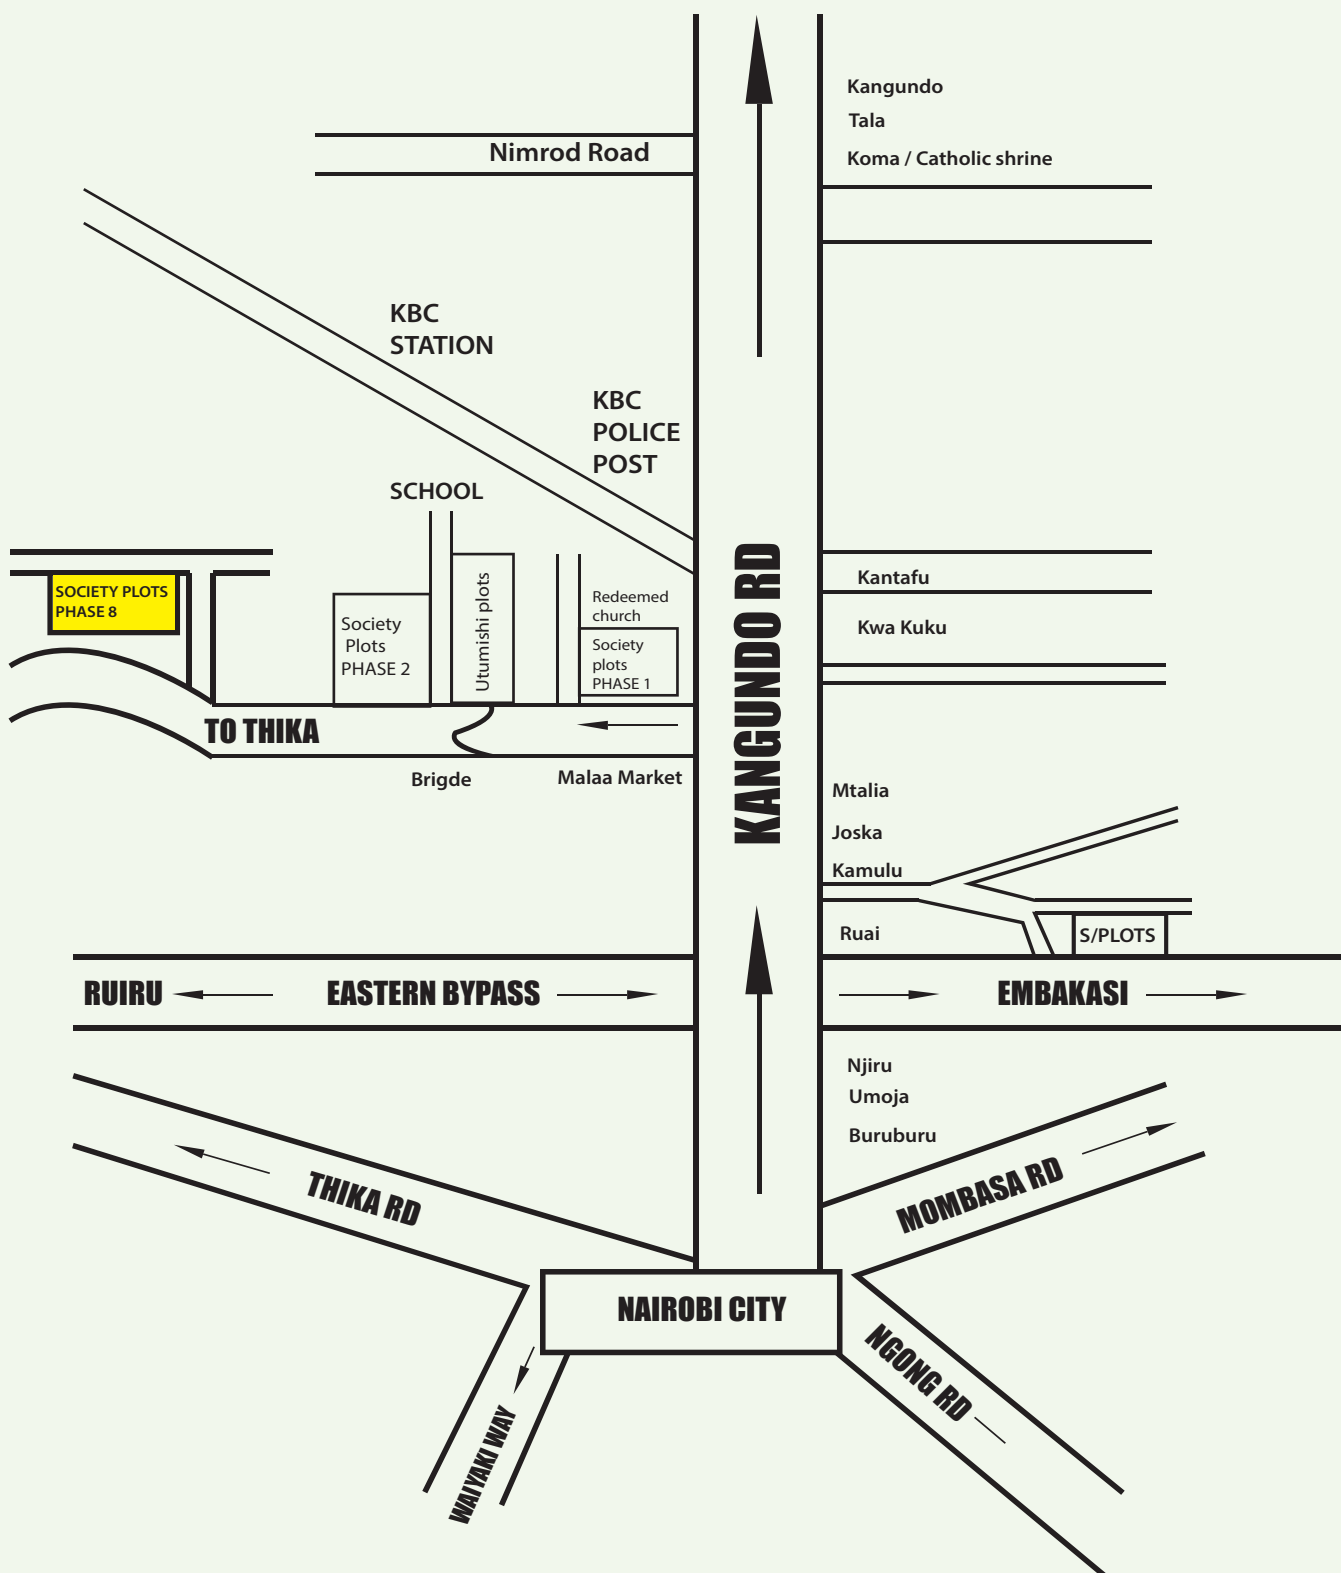 Kangundo
Tala
Nimrod Road
Koma / Catholic shrine
KBC
STATION
KBC
POLICE
POST
SCHOOL
KANGUNDO RD
Kantafu
Kwa Kuku
SOCIETY PLOTS
PHASE 8
Society
Plots
PHASE 2
Utumishi plots
Redeemed
church
Society
plots
PHASE 1
TO THIKA
Brigde
Malaa Market
Mtalia
Joska
Kamulu
Ruai
S/PLOTS
RUIRU
EASTERN BYPASS
EMBAKASI
Njiru
Umoja
Buruburu
THIKA RD
MOMBASA RD
NAIROBI CITY
NGONG RD
WAIYAKI WAY